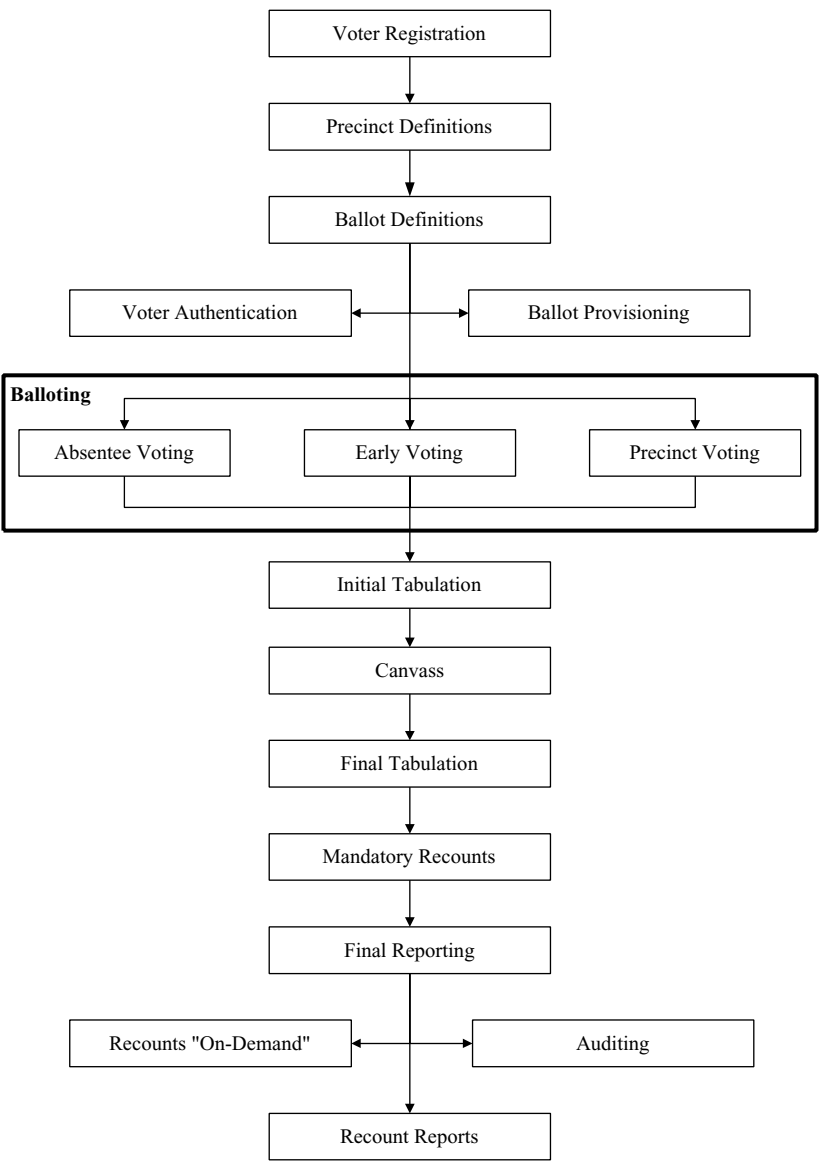 Voter Registration
Precinct Definitions
Ballot Definitions
Voter Authentication
Ballot Provisioning
Balloting
Absentee Voting
Early Voting
Precinct Voting
Initial Tabulation
Canvass
Final Tabulation
Mandatory Recounts
Final Reporting
Recounts "On-Demand"
Auditing
Recount Reports